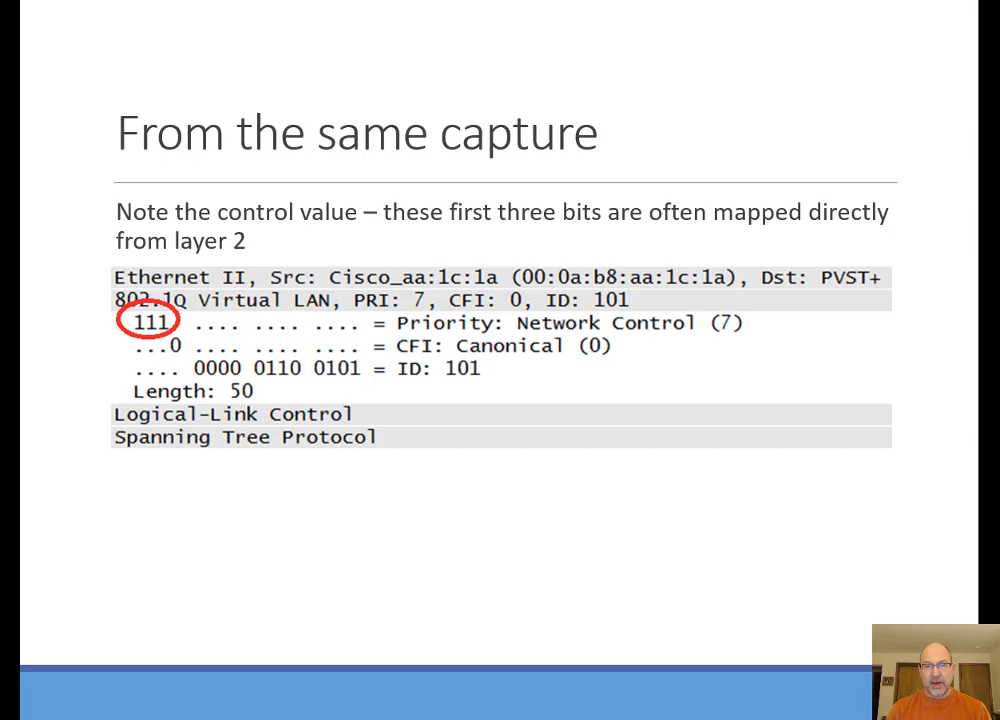 From the same capture
Note the control value – these first three bits are often mapped directly
from layer 2
Ethernet II, Src: Cisco_aa:1c:1a (00:0a:b8:aa:1c:1a), Dst: PVST+
802.1Q Virtual LAN, PRI: 7, CFI: 0, ID: 101
111. .... .... .... = Priority: Network Control (7)
...0 .... .... .... = CFI: Canonical (0)
.... 0000 0110 0101 = ID: 101
Length: 50
Logical-Link Control
Spanning Tree Protocol